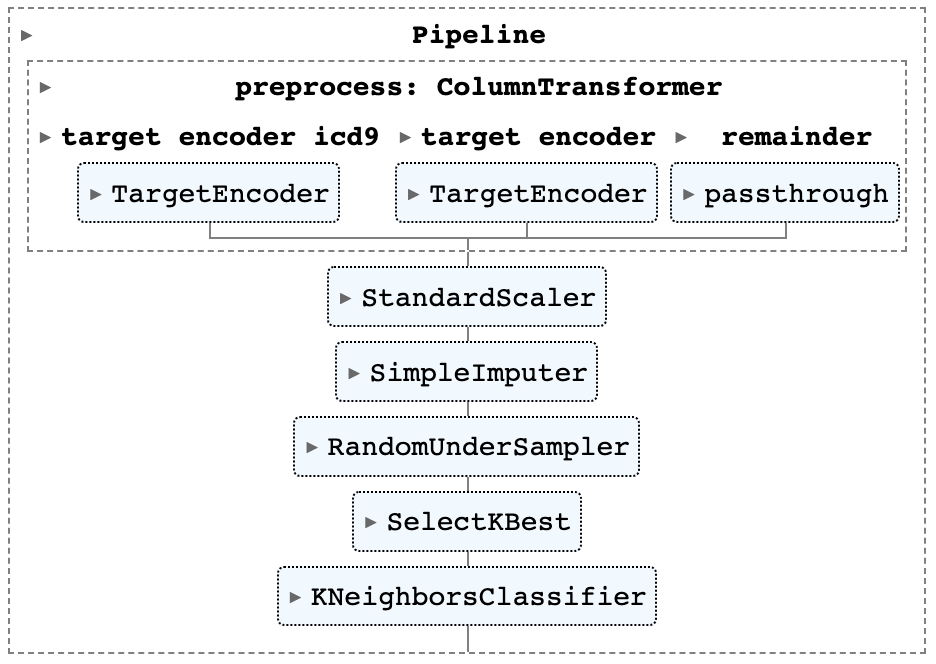 Pipeline
preprocess: ColumnTransformer
target encoder icd9 target encoder remainder
TargetEncoder TargetEncoder passthrough
StandardScaler
SimpleImputer
RandomUnderSampler
SelectKBest
KNeighborsClassifier